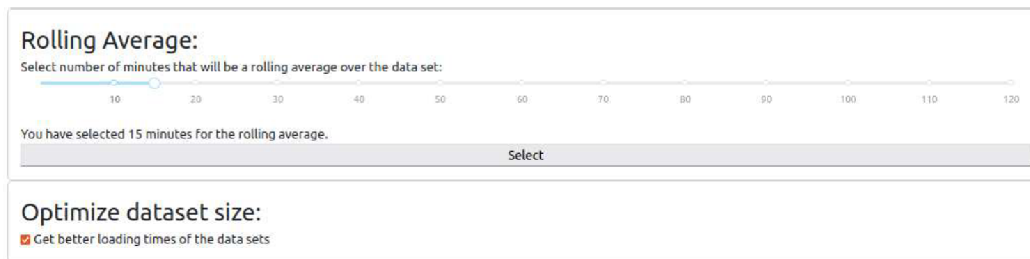 Rolling Average:
Select number of minutes that will be a rolling average over the data set:
10 20 30 40 50 60 70 80 90 100 110 120
You have selected 15 minutes for the rolling average.
Select
Optimize dataset size:
Get better loading times of the data sets